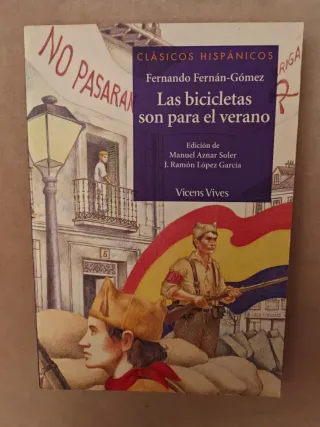 CLÁSICOS HISPÁNICOS
Fernando Fernán-Gómez
Las bicicletas
son para el verano
Edición de
Manuel Aznar Soler
J. Ramón López García
Vicens Vives
NO PASARAN
RIGA